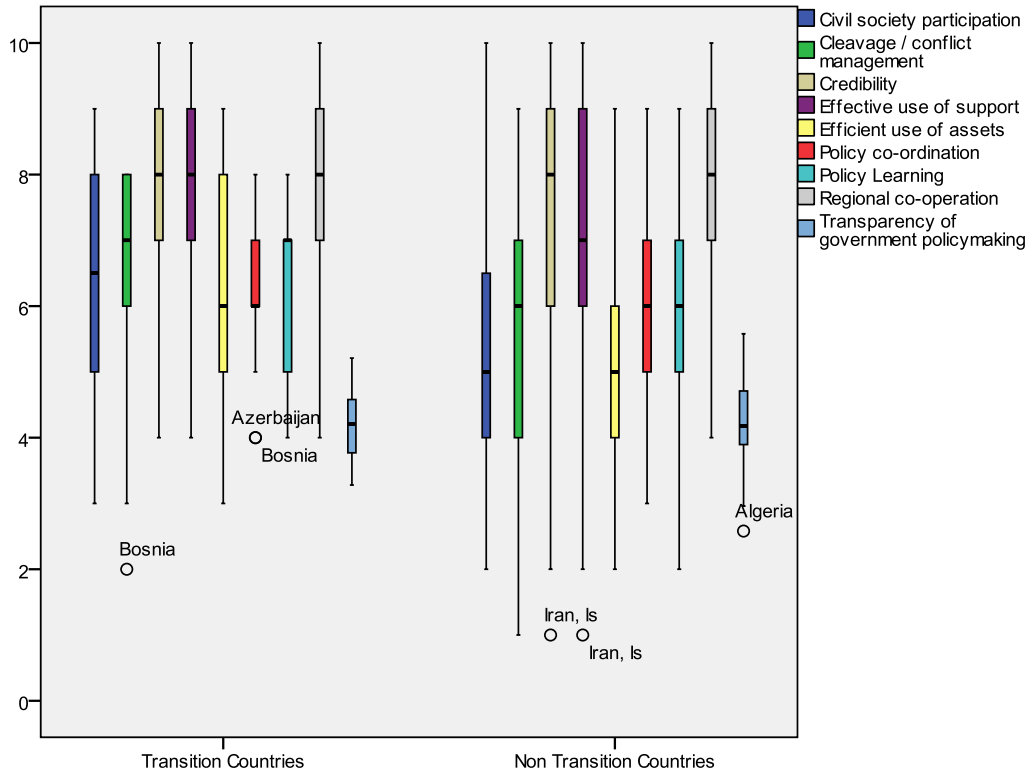 10
8
6
4
2
0
Azerbaijan
Bosnia
Bosnia
Iran, Is
Iran, Is
Algeria
Transition Countries
Non Transition Countries
Civil society participation
Cleavage / conflict
management
Credibility
Effective use of support
Efficient use of assets
Policy co-ordination
Policy Learning
Regional co-operation
Transparency of
government policymaking